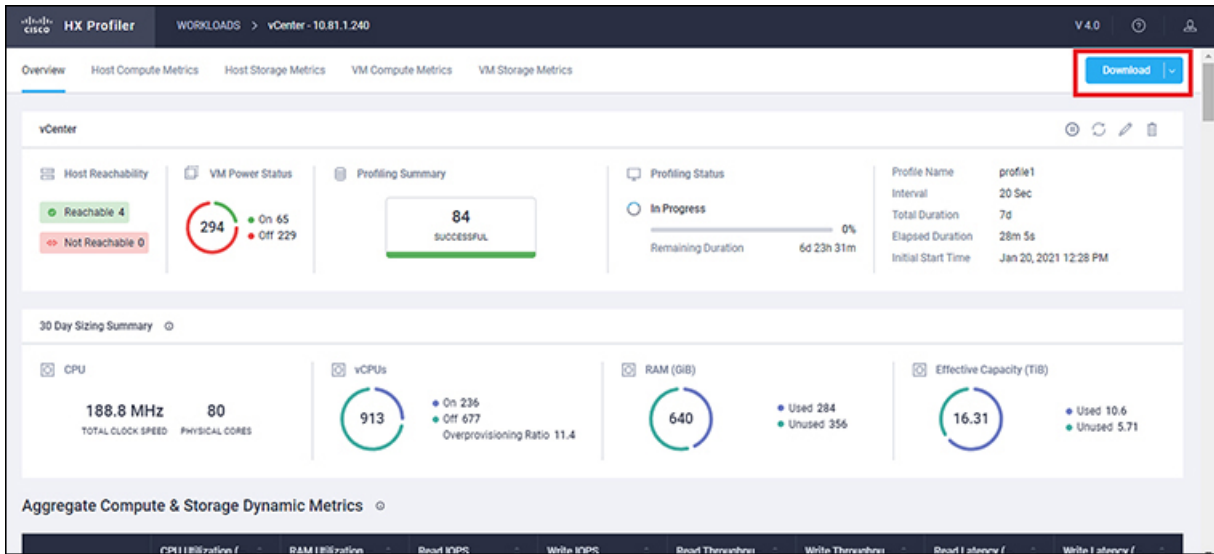 cisco HX Profiler WORKLOADS > vCenter - 10.81.1.240 V 4.0
Overview Host Compute Metrics Host Storage Metrics VM Compute Metrics VM Storage Metrics Download
vCenter
Host Reachability
Reachable 4
Not Reachable 0
VM Power Status
294
On 65
Off 229
Profiling Summary
84
SUCCESSFUL
Profiling Status
In Progress
0%
Remaining Duration 6d 23h 31m
Profile Name profile1
Interval 20 Sec
Total Duration 7d
Elapsed Duration 28m 5s
Initial Start Time Jan 20, 2021 12:28 PM
30 Day Sizing Summary
CPU
188.8 MHz 80
TOTAL CLOCK SPEED PHYSICAL CORES
vCPUs
913
On 236
Off 677
Overprovisioning Ratio 11.4
RAM (GiB)
640
Used 284
Unused 356
Effective Capacity (TiB)
16.31
Used 10.6
Unused 5.71
Aggregate Compute & Storage Dynamic Metrics
CPU Utilization ( RAM Utilization Read IOPS Write IOPS Read Throughpu Write Throughpu Read Latency ( Write Latency (